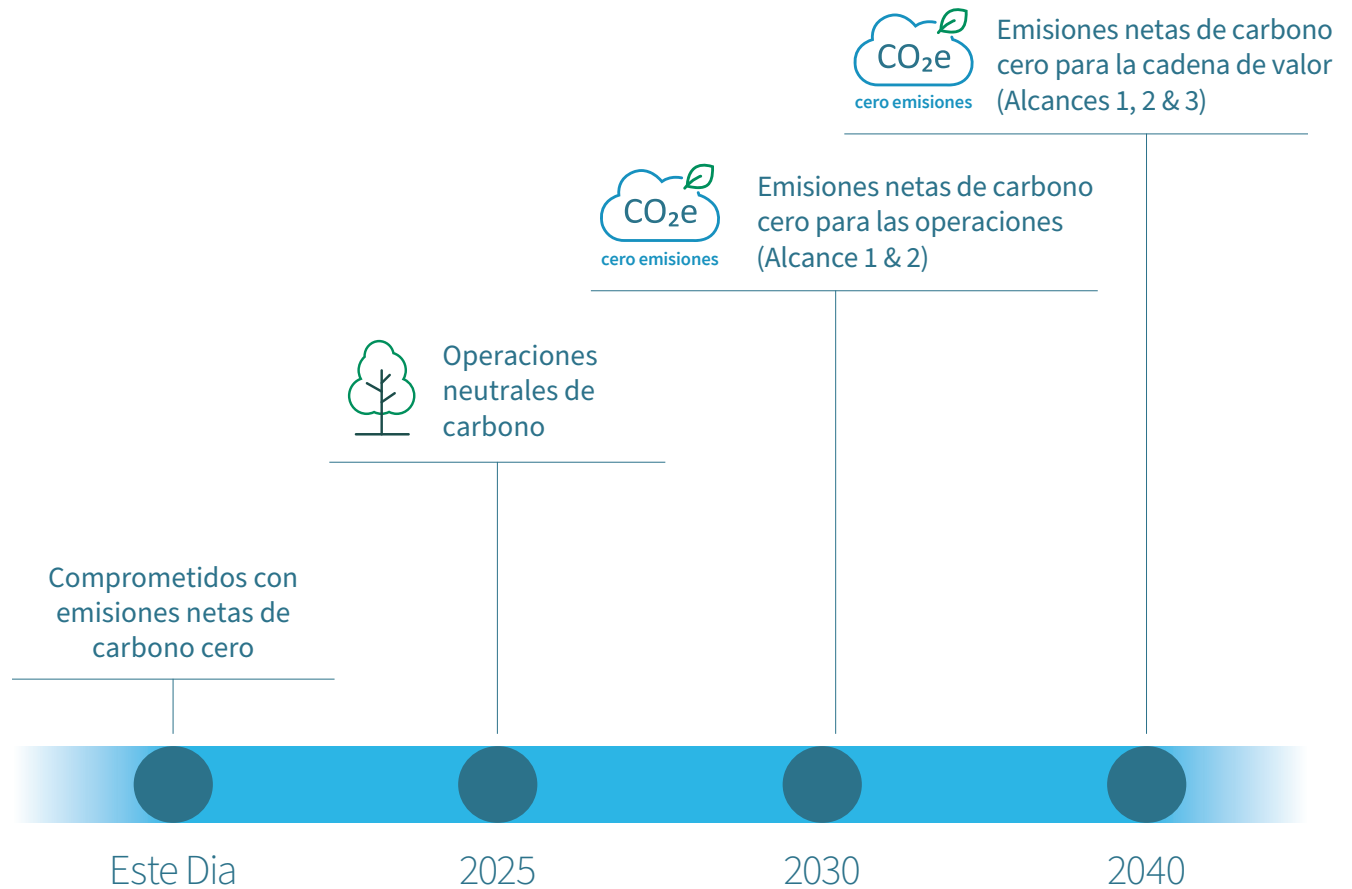 CO₂e
cero emisiones
Emisiones netas de carbono
cero para la cadena de valor
(Alcances 1, 2 & 3)
CO₂e
cero emisiones
Emisiones netas de carbono
cero para las operaciones
(Alcance 1 & 2)
Operaciones
neutrales de
carbono
Comprometidos con
emisiones netas de
carbono cero
Este Dia
2025
2030
2040